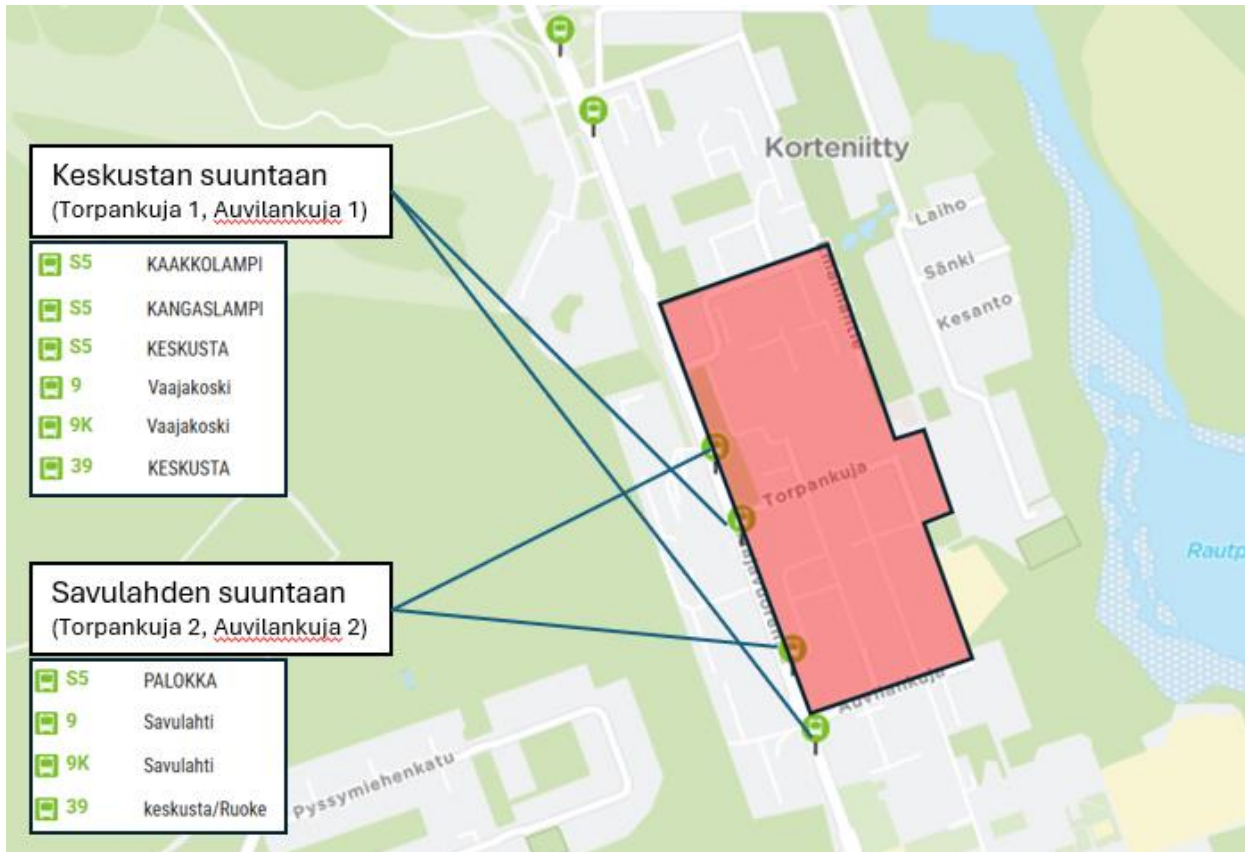 Korteniitty
Laiho
Sänki
Kesanto
Keskustan suuntaan
(Torpankuja 1, Auvilankuja 1)
S5 KAAKKOLAMPI
S5 KANGASLAMPI
S5 KESKUSTA
9 Vaajakoski
9K Vaajakoski
39 KESKUSTA
Torpankuja
Savulahden suuntaan
(Torpankuja 2, Auvilankuja 2)
S5 PALOKKA
9 Savulahti
9K Savulahti
39 keskusta/Ruoke
Auvilankuja
Pyssymiehenkatu
Rautp